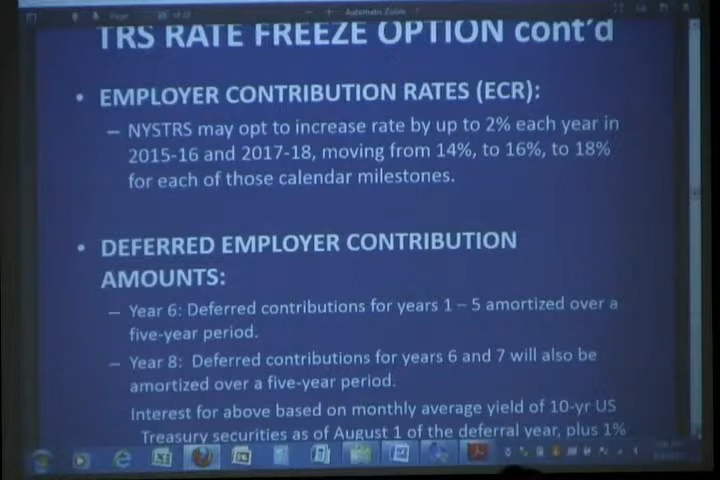 Page
Automatic Zoom
TRS RATE FREEZE OPTION cont'd
• EMPLOYER CONTRIBUTION RATES (ECR):
– NYSTRS may opt to increase rate by up to 2% each year in
2015-16 and 2017-18, moving from 14%, to 16%, to 18%
for each of those calendar milestones.
• DEFERRED EMPLOYER CONTRIBUTION
AMOUNTS:
– Year 6: Deferred contributions for years 1 – 5 amortized over a
five-year period.
– Year 8: Deferred contributions for years 6 and 7 will also be
amortized over a five-year period.
Interest for above based on monthly average yield of 10-yr US
Treasury securities as of August 1 of the deferral year, plus 1%